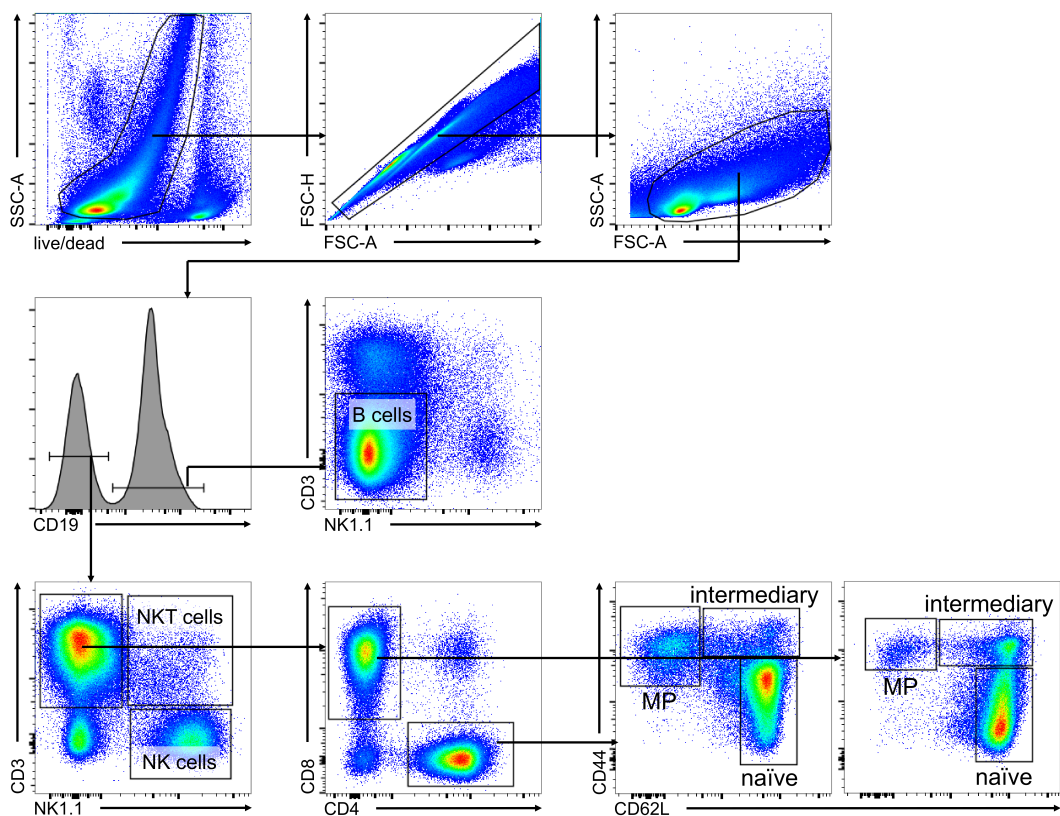 SSC-A
live/dead
FSC-H
FSC-A
SSC-A
FSC-A
CD19
B cells
CD3
NK1.1
NKT cells
NK cells
CD3
NK1.1
CD8
CD4
intermediary
MP
naïve
CD44
CD62L
intermediary
MP
naïve